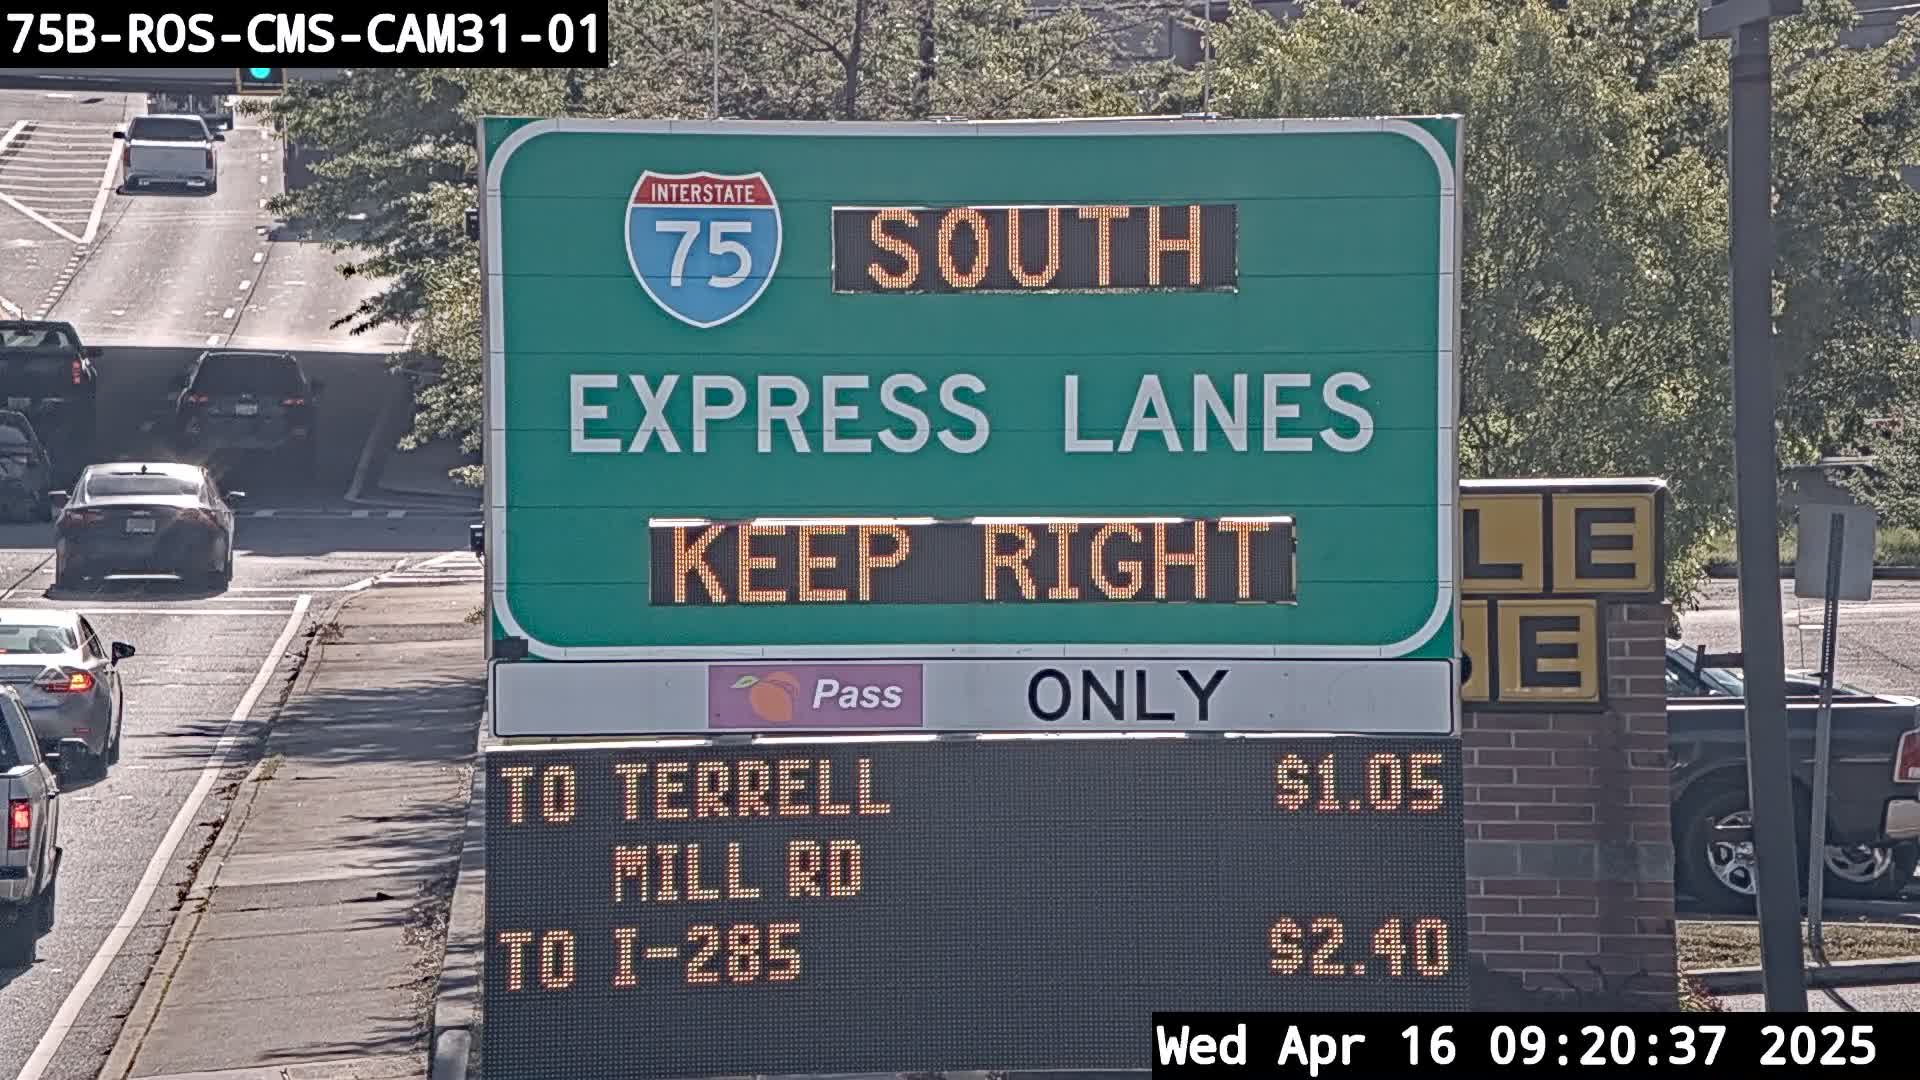 75B-ROS-CMS-CAM31-01
INTERSTATE
75
SOUTH
EXPRESS LANES
KEEP RIGHT
LE
E
Pass ONLY
TO TERRELL $1.05
MILL RD
TO I-285 $2.40
Wed Apr 16 09:20:37 2025